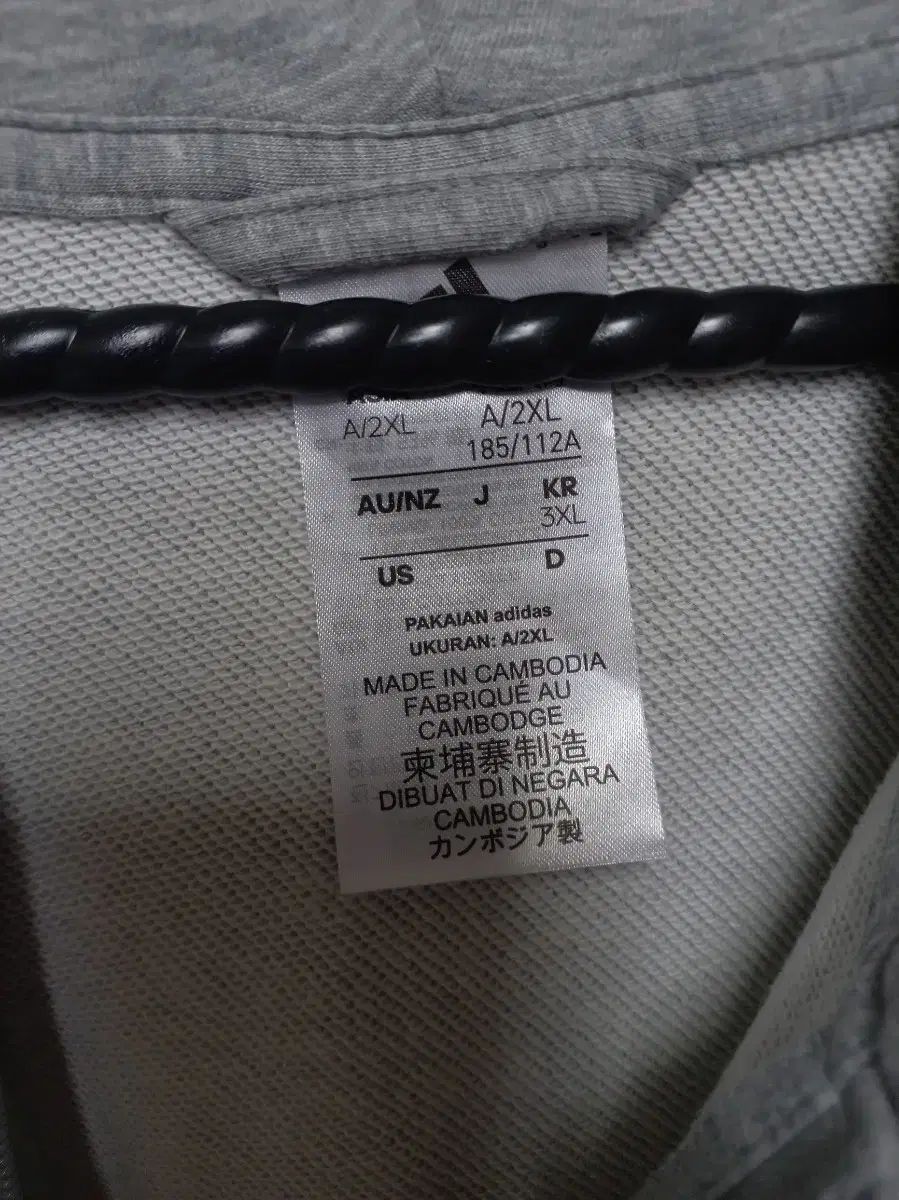 A/2XL A/2XL
185/112A
AU/NZ J KR
3XL
US D
PAKAIAN adidas
UKURAN: A/2XL
MADE IN CAMBODIA
FABRIQUÉ AU
CAMBODGE
柬埔寨制造
DIBUAT DI NEGARA
CAMBODIA
カンボジア製